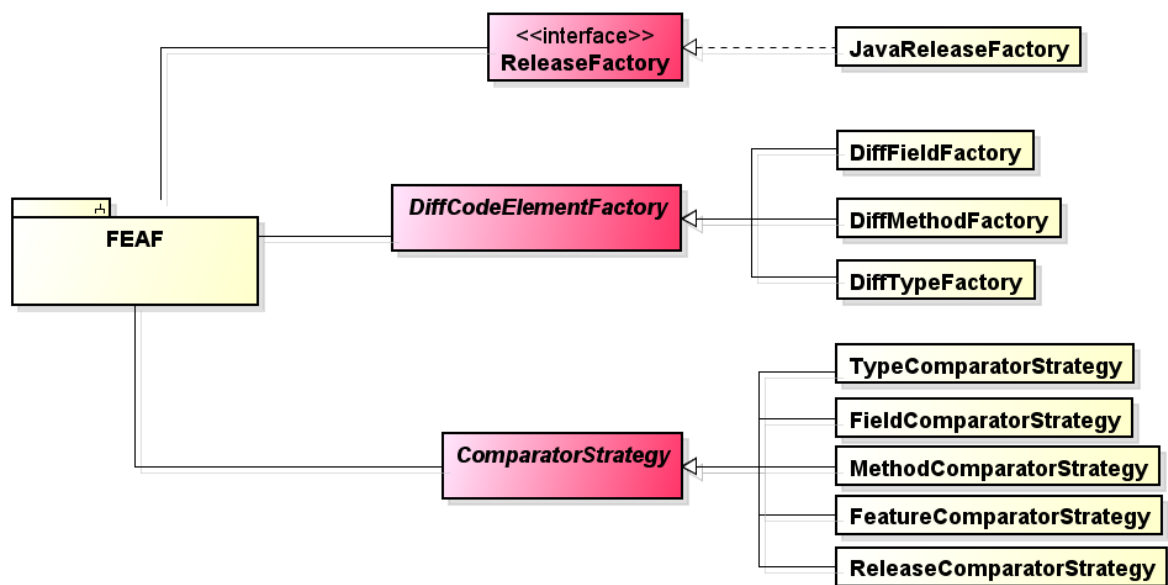 <<interface>>
ReleaseFactory
JavaReleaseFactory
DiffFieldFactory
DiffCodeElementFactory
DiffMethodFactory
FEAF
DiffTypeFactory
TypeComparatorStrategy
FieldComparatorStrategy
ComparatorStrategy
MethodComparatorStrategy
FeatureComparatorStrategy
ReleaseComparatorStrategy